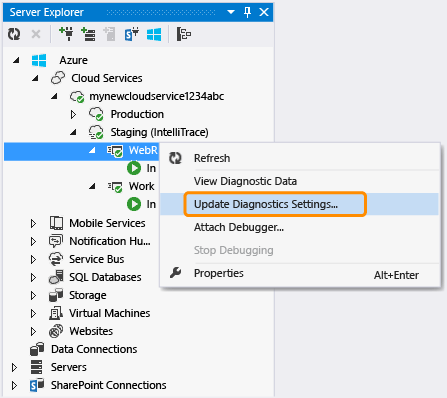 Server Explorer
Azure
Cloud Services
mynewcloudservice1234abc
Production
Staging (IntelliTrace)
WebR
In
Work
In
Mobile Services
Notification Hu...
Service Bus
SQL Databases
Storage
Virtual Machines
Websites
Data Connections
Servers
SharePoint Connections
Refresh
View Diagnostic Data
Update Diagnostics Settings...
Attach Debugger...
Stop Debugging
Properties Alt+Enter